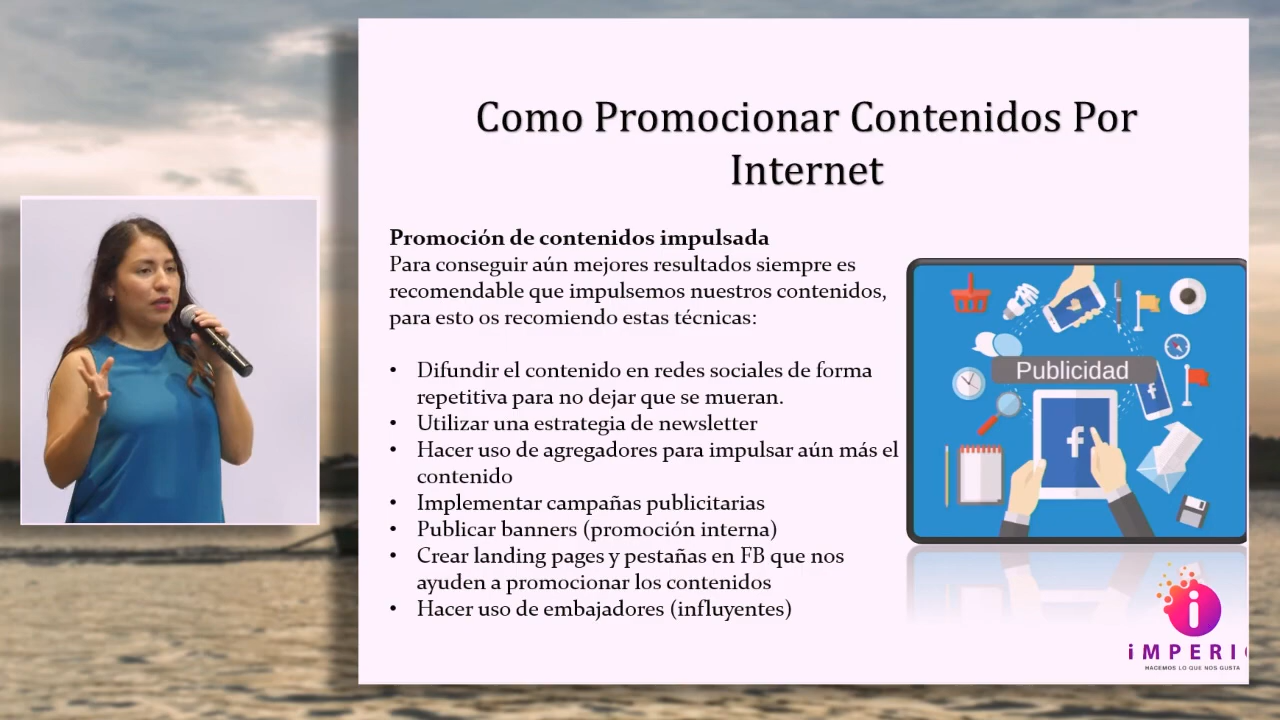 Como Promocionar Contenidos Por
Internet
Promoción de contenidos impulsada
Para conseguir aún mejores resultados siempre es
recomendable que impulsemos nuestros contenidos,
para esto os recomiendo estas técnicas:
• Difundir el contenido en redes sociales de forma
repetitiva para no dejar que se mueran.
• Utilizar una estrategia de newsletter
• Hacer uso de agregadores para impulsar aún más el
contenido
• Implementar campañas publicitarias
• Publicar banners (promoción interna)
• Crear landing pages y pestañas en FB que nos
ayuden a promocionar los contenidos
• Hacer uso de embajadores (influyentes)
Publicidad
f
i
iMPERI
HACEMOS LO QUE NOS GUSTA